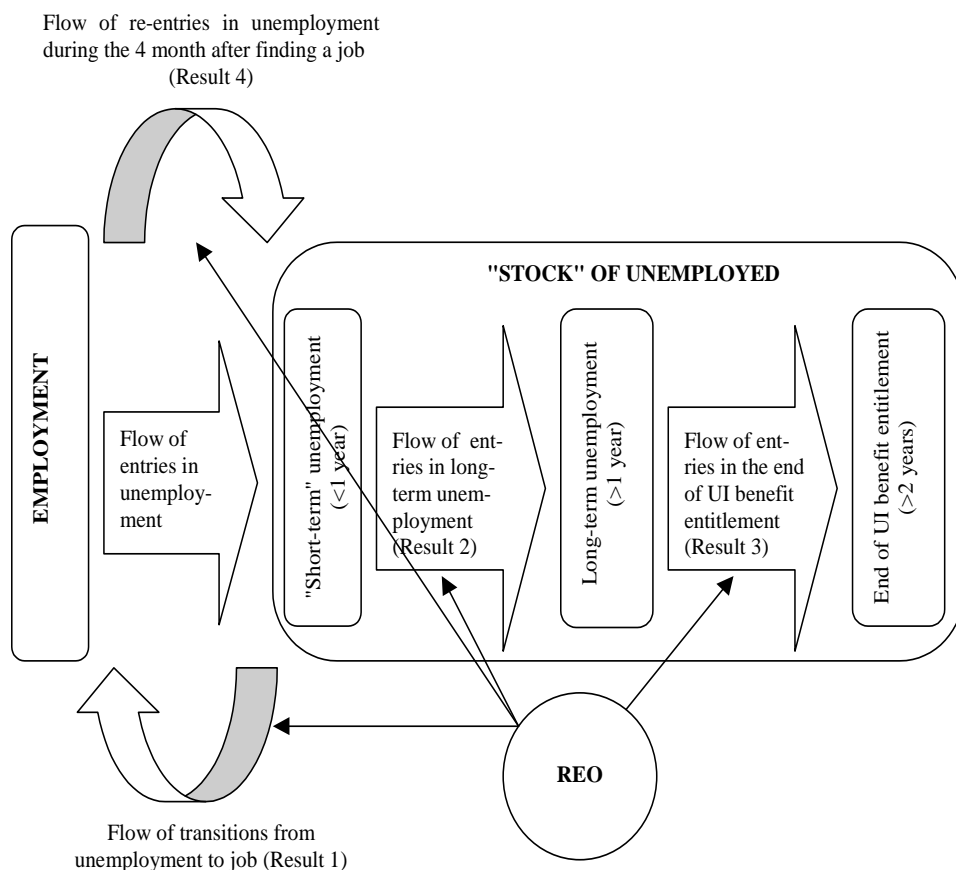 Flow of re-entries in unemployment
during the 4 month after finding a job
(Result 4)
EMPLOYMENT
Flow of
entries in
unemploy-
ment
"STOCK" OF UNEMPLOYED
"Short-term" unemployment
(<1 year)
Flow of ent-
ries in long-
term unem-
ployment
(Result 2)
Long-term unemployment
(>1 year)
Flow of ent-
ries in the end
of UI benefit
entitlement
(Result 3)
End of UI benefit entitlement
(>2 years)
REO
Flow of transitions from
unemployment to job (Result 1)